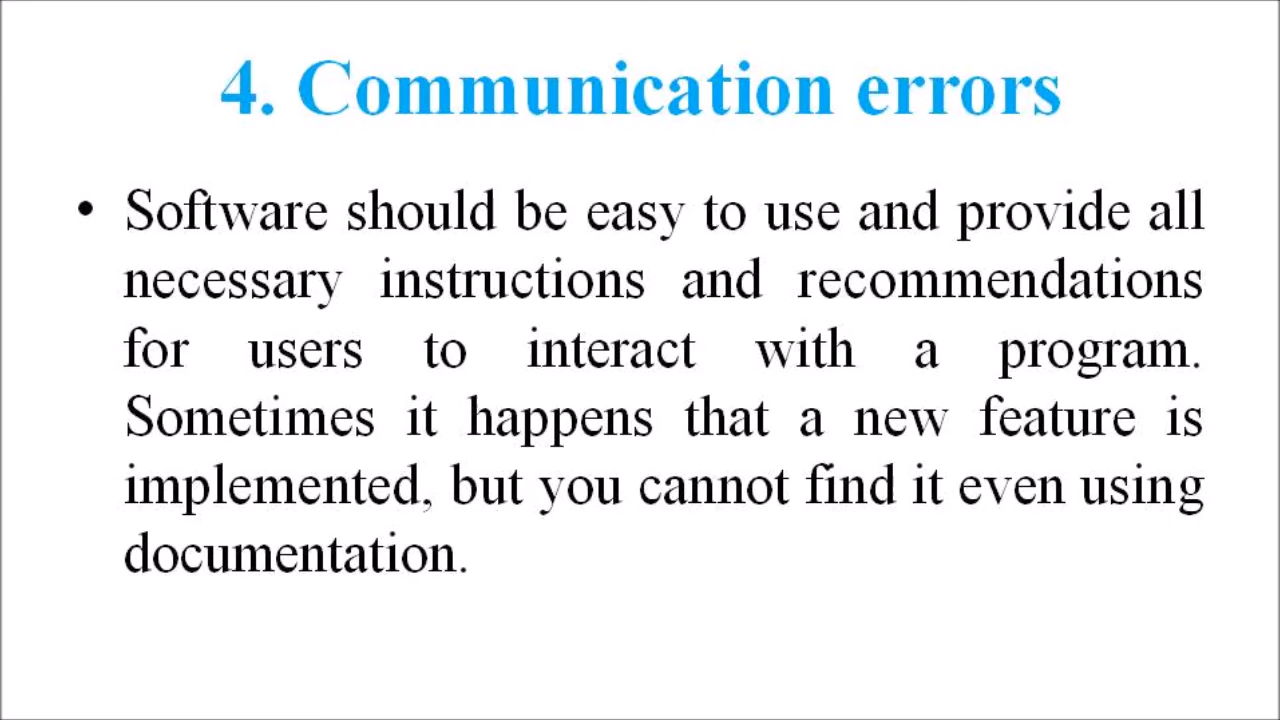 4. Communication errors
• Software should be easy to use and provide all
necessary instructions and recommendations
for users to interact with a program.
Sometimes it happens that a new feature is
implemented, but you cannot find it even using
documentation.